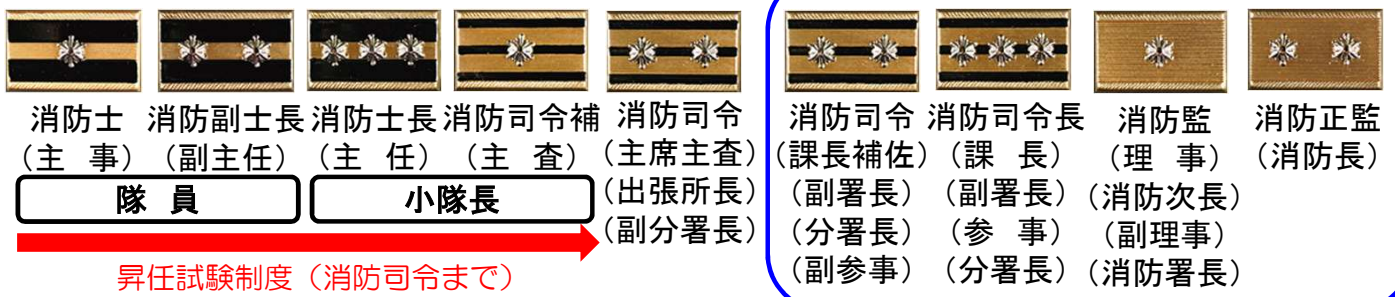 消防士 消防副士長 消防士長 消防司令補 消防司令 消防司令 消防司令長 消防監 消防正監
（主　事） （副主任） （主　任） （主　査） （主席主査） （課長補佐） （課　長） （理　事） （消防長）
隊　員 小隊長 （出張所長） （副署長） （副署長） （消防次長）
（副分署長） （分署長） （参　事） （副理事）
昇任試験制度（消防司令まで） （副参事） （分署長） （消防署長）